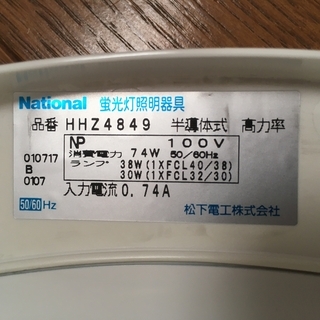 National 蛍光灯照明器具
品番 HHZ4849 半導体式 高力率
NP 100V
消費電力 74W 50/60Hz
ランプ 38W(1XFCL40/38)
30W(1XFCL32/30)
010717
B
0107
入力電流0.74A
50/60 Hz
松下電工株式会社